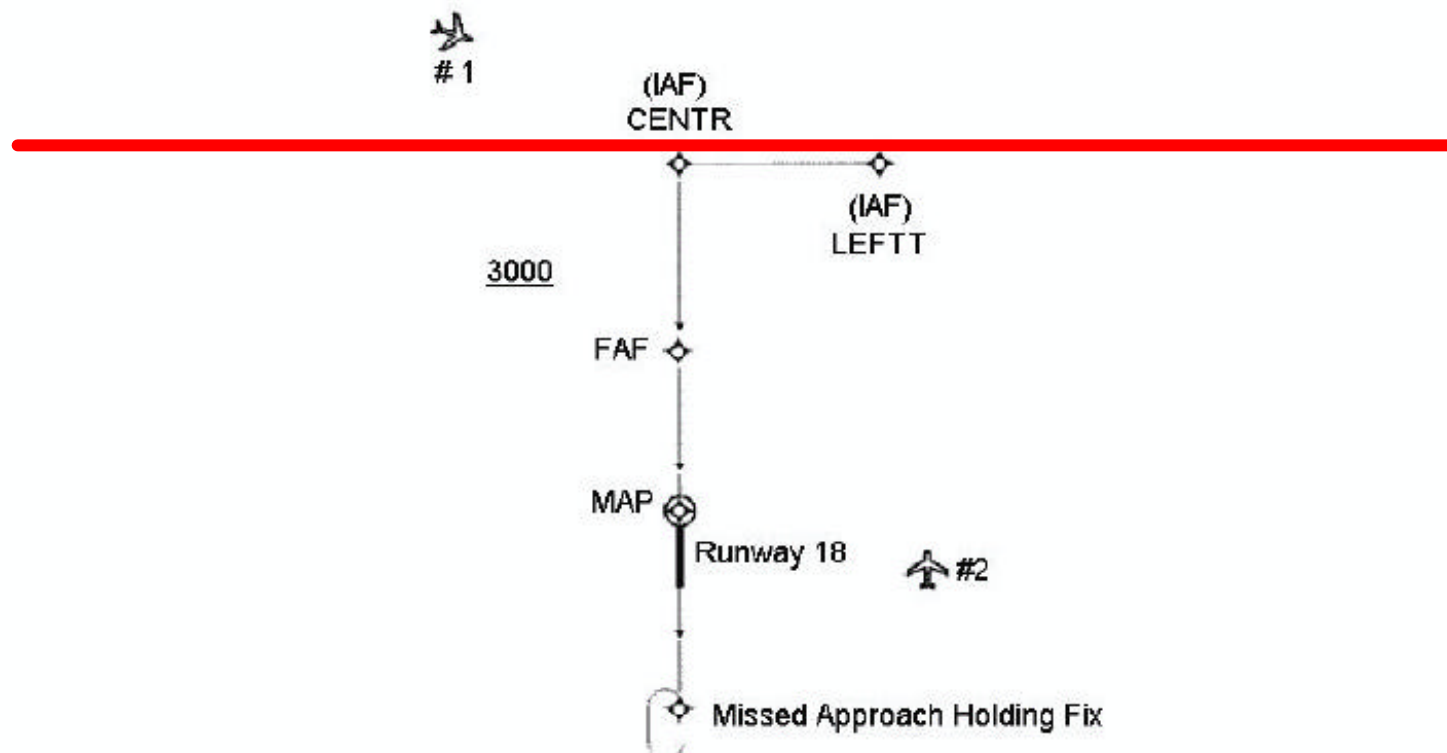 # 1
(IAF)
CENTR
(IAF)
LEFTT
3000
FAF
MAP
Runway 18
#2
Missed Approach Holding Fix